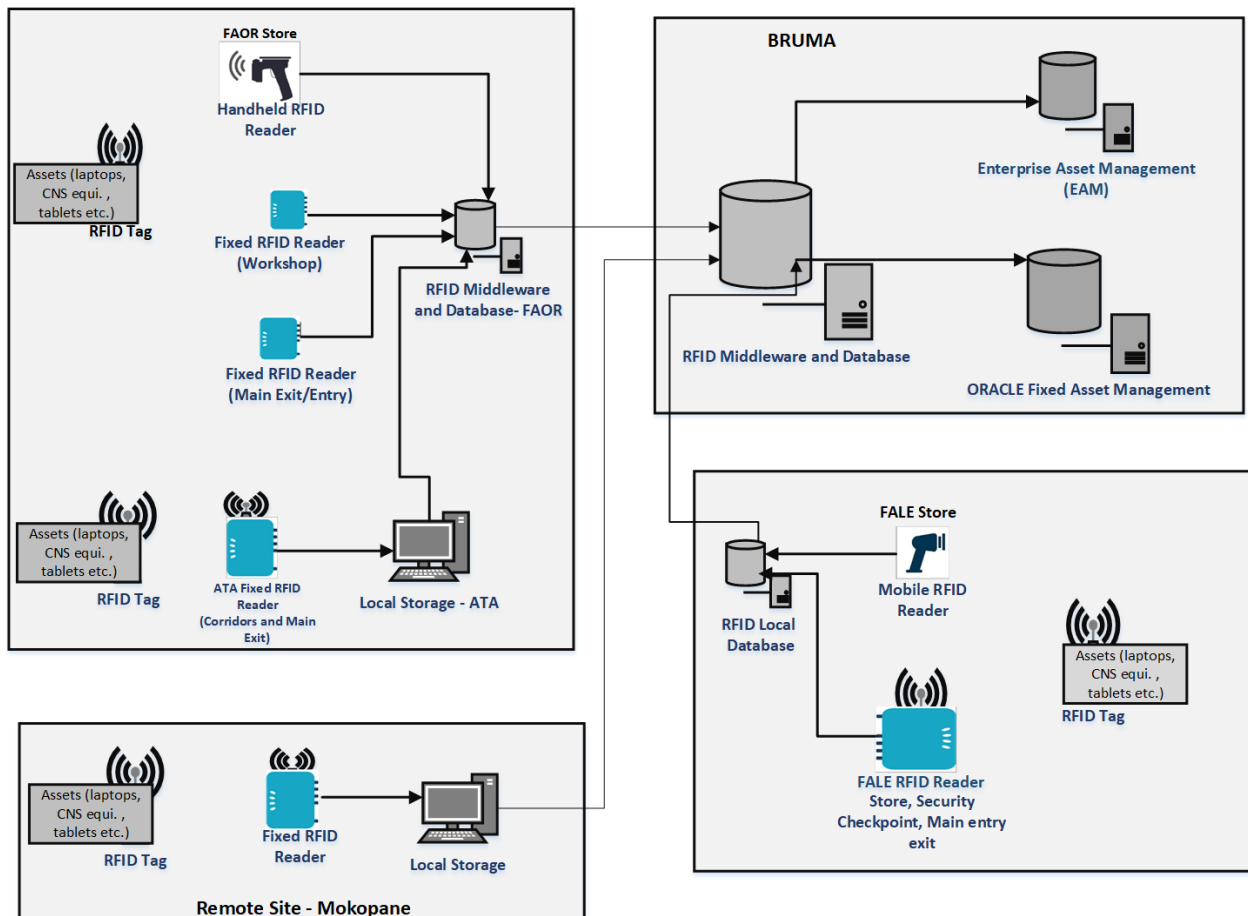 FAOR Store
Handheld RFID
Reader
Assets (laptops,
CNS equi. ,
tablets etc.)
RFID Tag
Fixed RFID Reader
(Workshop)
RFID Middleware
and Database- FAOR
Fixed RFID Reader
(Main Exit/Entry)
Assets (laptops,
CNS equi. ,
tablets etc.)
RFID Tag
ATA Fixed RFID
Reader
(Corridors and Main
Exit)
Local Storage - ATA
BRUMA
Enterprise Asset Management
(EAM)
RFID Middleware and Database
ORACLE Fixed Asset Management
FALE Store
Mobile RFID
Reader
RFID Local
Database
Assets (laptops,
CNS equi. ,
tablets etc.)
RFID Tag
FALE RFID Reader
Store, Security
Checkpoint, Main entry
exit
Assets (laptops,
CNS equi. ,
tablets etc.)
RFID Tag
Fixed RFID
Reader
Local Storage
Remote Site - Mokopane